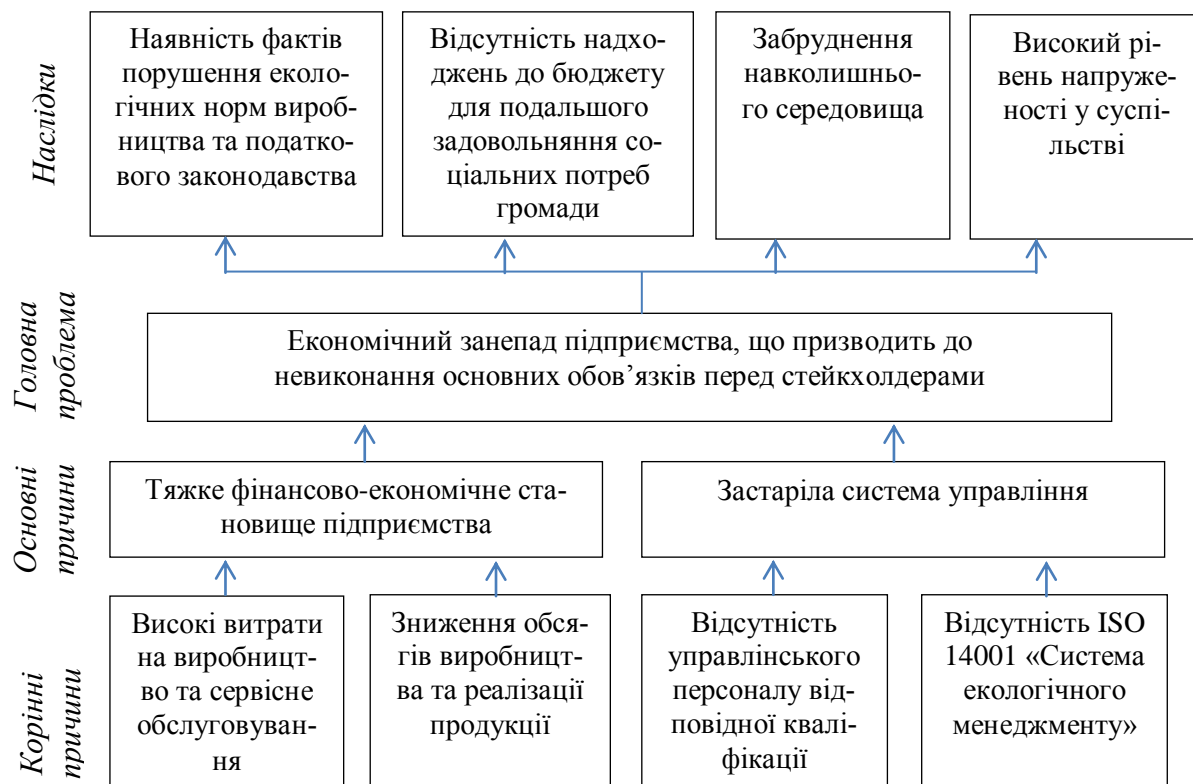 Наслідки
Наявність фактів
порушення еколо-
гічних норм вироб-
ництва та податко-
вого законодавства
Відсутність надхо-
джень до бюджету
для подальшого
задовольняння со-
ціальних потреб
громади
Забруднення
навколишньо-
го середовища
Високий рі-
вень напруже-
ності у суспі-
льстві
Головна
проблема
Економічний занепад підприємства, що призводить до
невиконання основних обов’язків перед стейкхолдерами
Основні
причини
Тяжке фінансово-економічне ста-
новище підприємства
Застаріла система управління
Корінні
причини
Високі витрати
на виробницт-
во та сервісне
обслуговуван-
ня
Зниження обся-
гів виробницт-
ва та реалізації
продукції
Відсутність
управлінського
персоналу від-
повідної квалі-
фікації
Відсутність ISO
14001 «Система
екологічного
менеджменту»